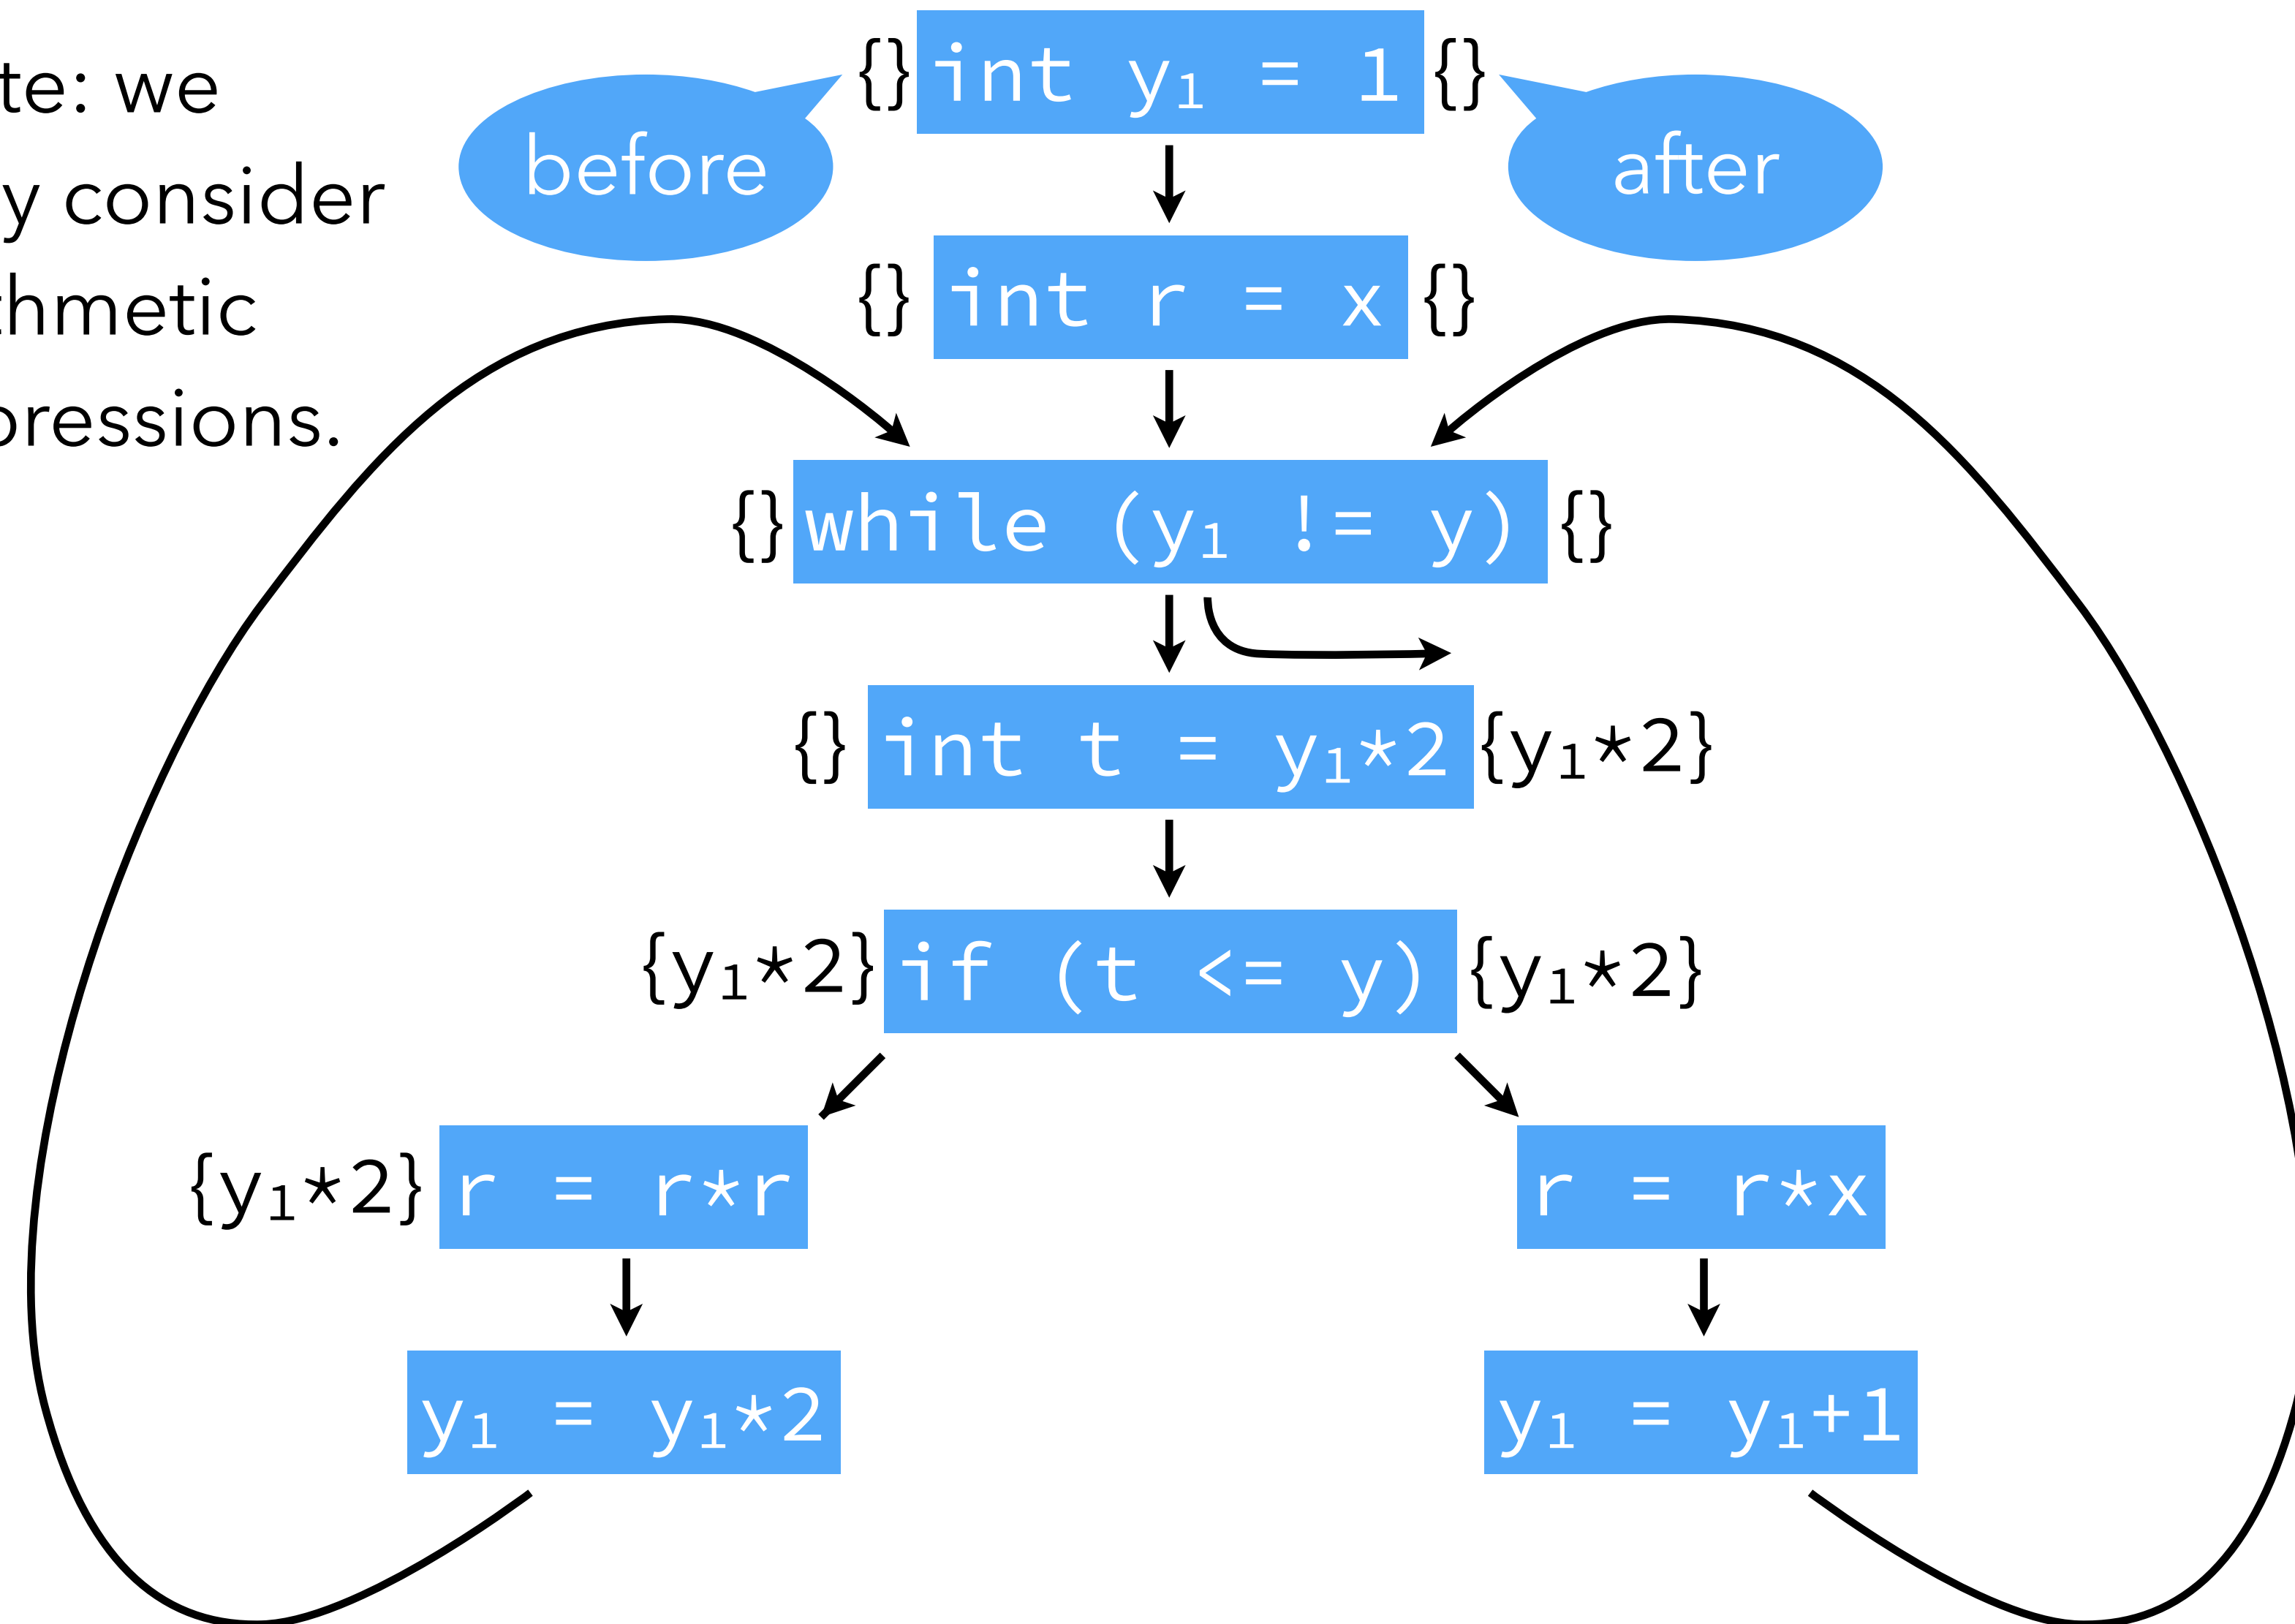 te: we
y consider
hmetic
ressions.
before
after
{} int y₁ = 1 {}
{} int r = x {}
{} while (y₁ != y) {}
{} int t = y₁*2 {y₁*2}
{y₁*2} if (t <= y) {y₁*2}
{y₁*2} r = r*r
r = r*x
y₁ = y₁*2
y₁ = y₁+1